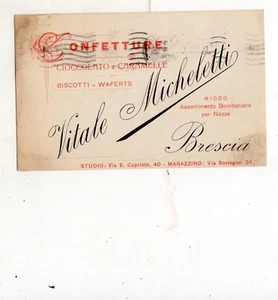 CONFETTURE
CIOCCOLATO e CARAMELLE
BISCOTTI - WAFERTS
Vitale Micheletti
RICCO
Assortimento Bomboniere
per Nozze
Brescia
STUDIO: Via E. Capriolo, 40 - MAGAZZINO: Via Sostegno 24